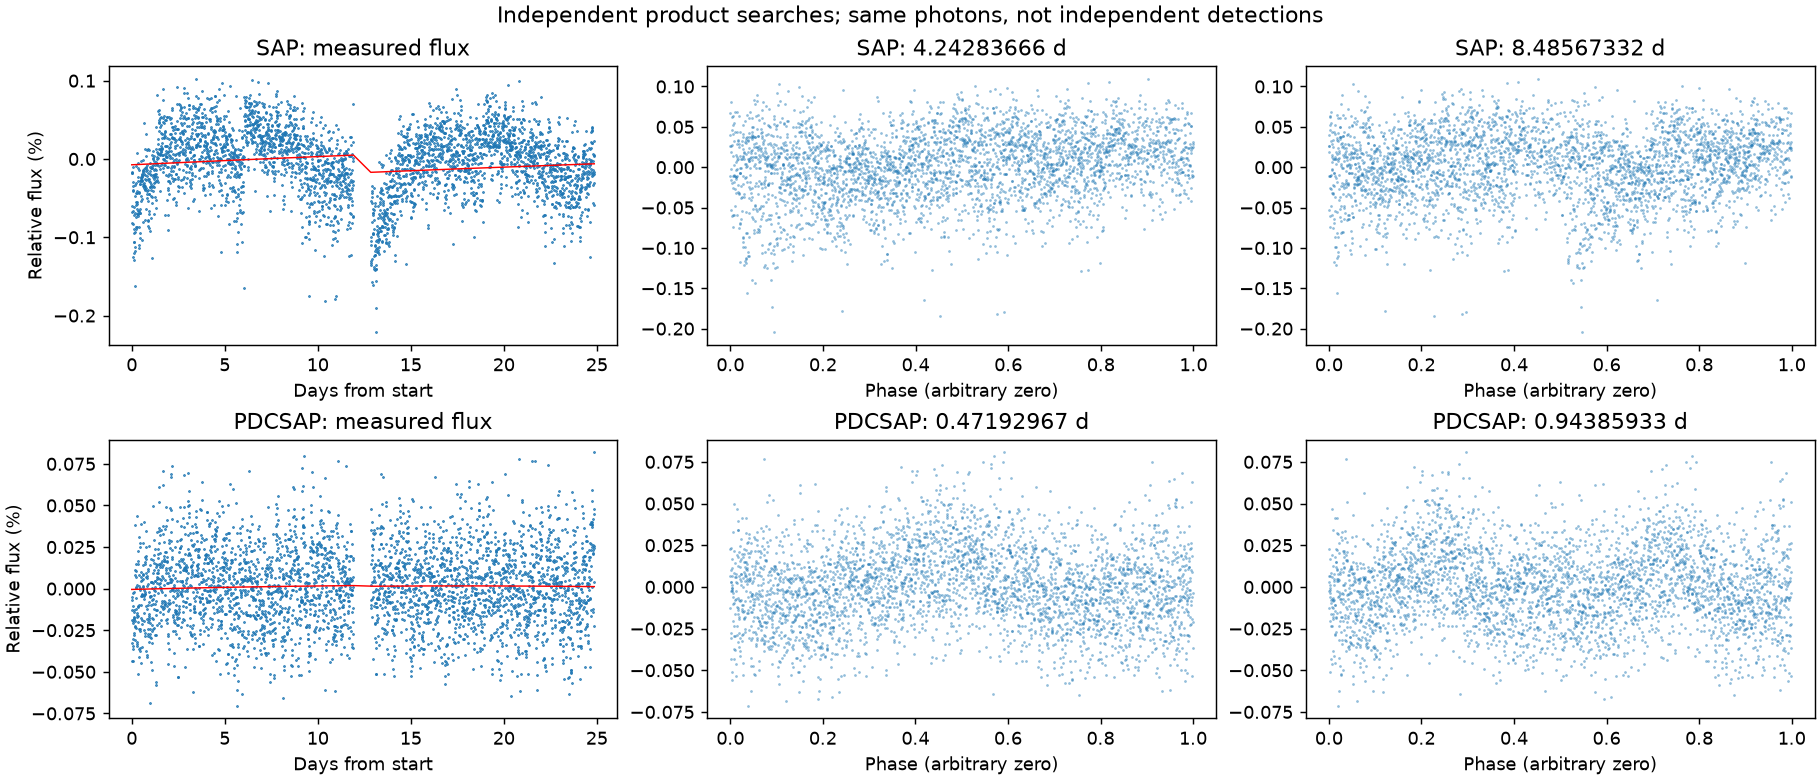 Independent product searches; same photons, not independent detections
SAP: measured flux
SAP: 4.24283666 d
SAP: 8.48567332 d
Relative flux (%)
0.1
0.0
−0.1
−0.2
0 5 10 15 20 25
Days from start
0.10
0.05
0.00
−0.05
−0.10
−0.15
−0.20
0.0 0.2 0.4 0.6 0.8 1.0
Phase (arbitrary zero)
0.10
0.05
0.00
−0.05
−0.10
−0.15
−0.20
0.0 0.2 0.4 0.6 0.8 1.0
Phase (arbitrary zero)
PDCSAP: measured flux
PDCSAP: 0.47192967 d
PDCSAP: 0.94385933 d
Relative flux (%)
0.075
0.050
0.025
0.000
−0.025
−0.050
−0.075
0 5 10 15 20 25
Days from start
0.075
0.050
0.025
0.000
−0.025
−0.050
−0.075
0.0 0.2 0.4 0.6 0.8 1.0
Phase (arbitrary zero)
0.075
0.050
0.025
0.000
−0.025
−0.050
−0.075
0.0 0.2 0.4 0.6 0.8 1.0
Phase (arbitrary zero)